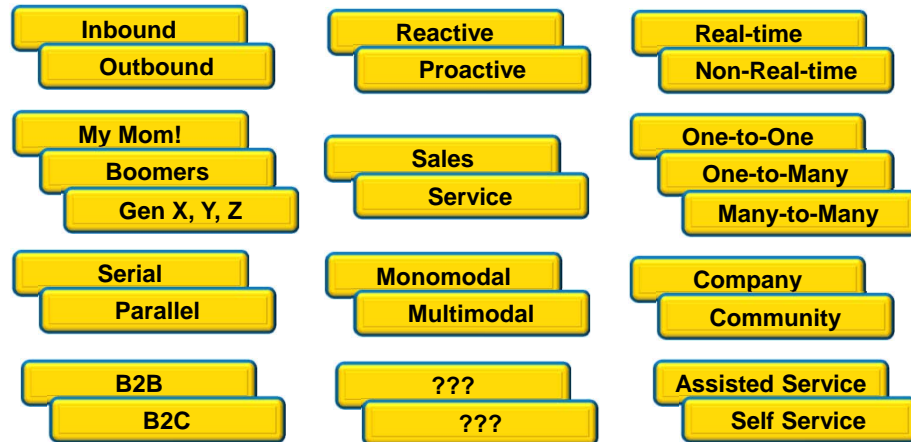 Inbound
Outbound
Reactive
Proactive
Real-time
Non-Real-time
My Mom!
Boomers
Gen X, Y, Z
Sales
Service
One-to-One
One-to-Many
Many-to-Many
Serial
Parallel
Monomodal
Multimodal
Company
Community
B2B
B2C
???
???
Assisted Service
Self Service